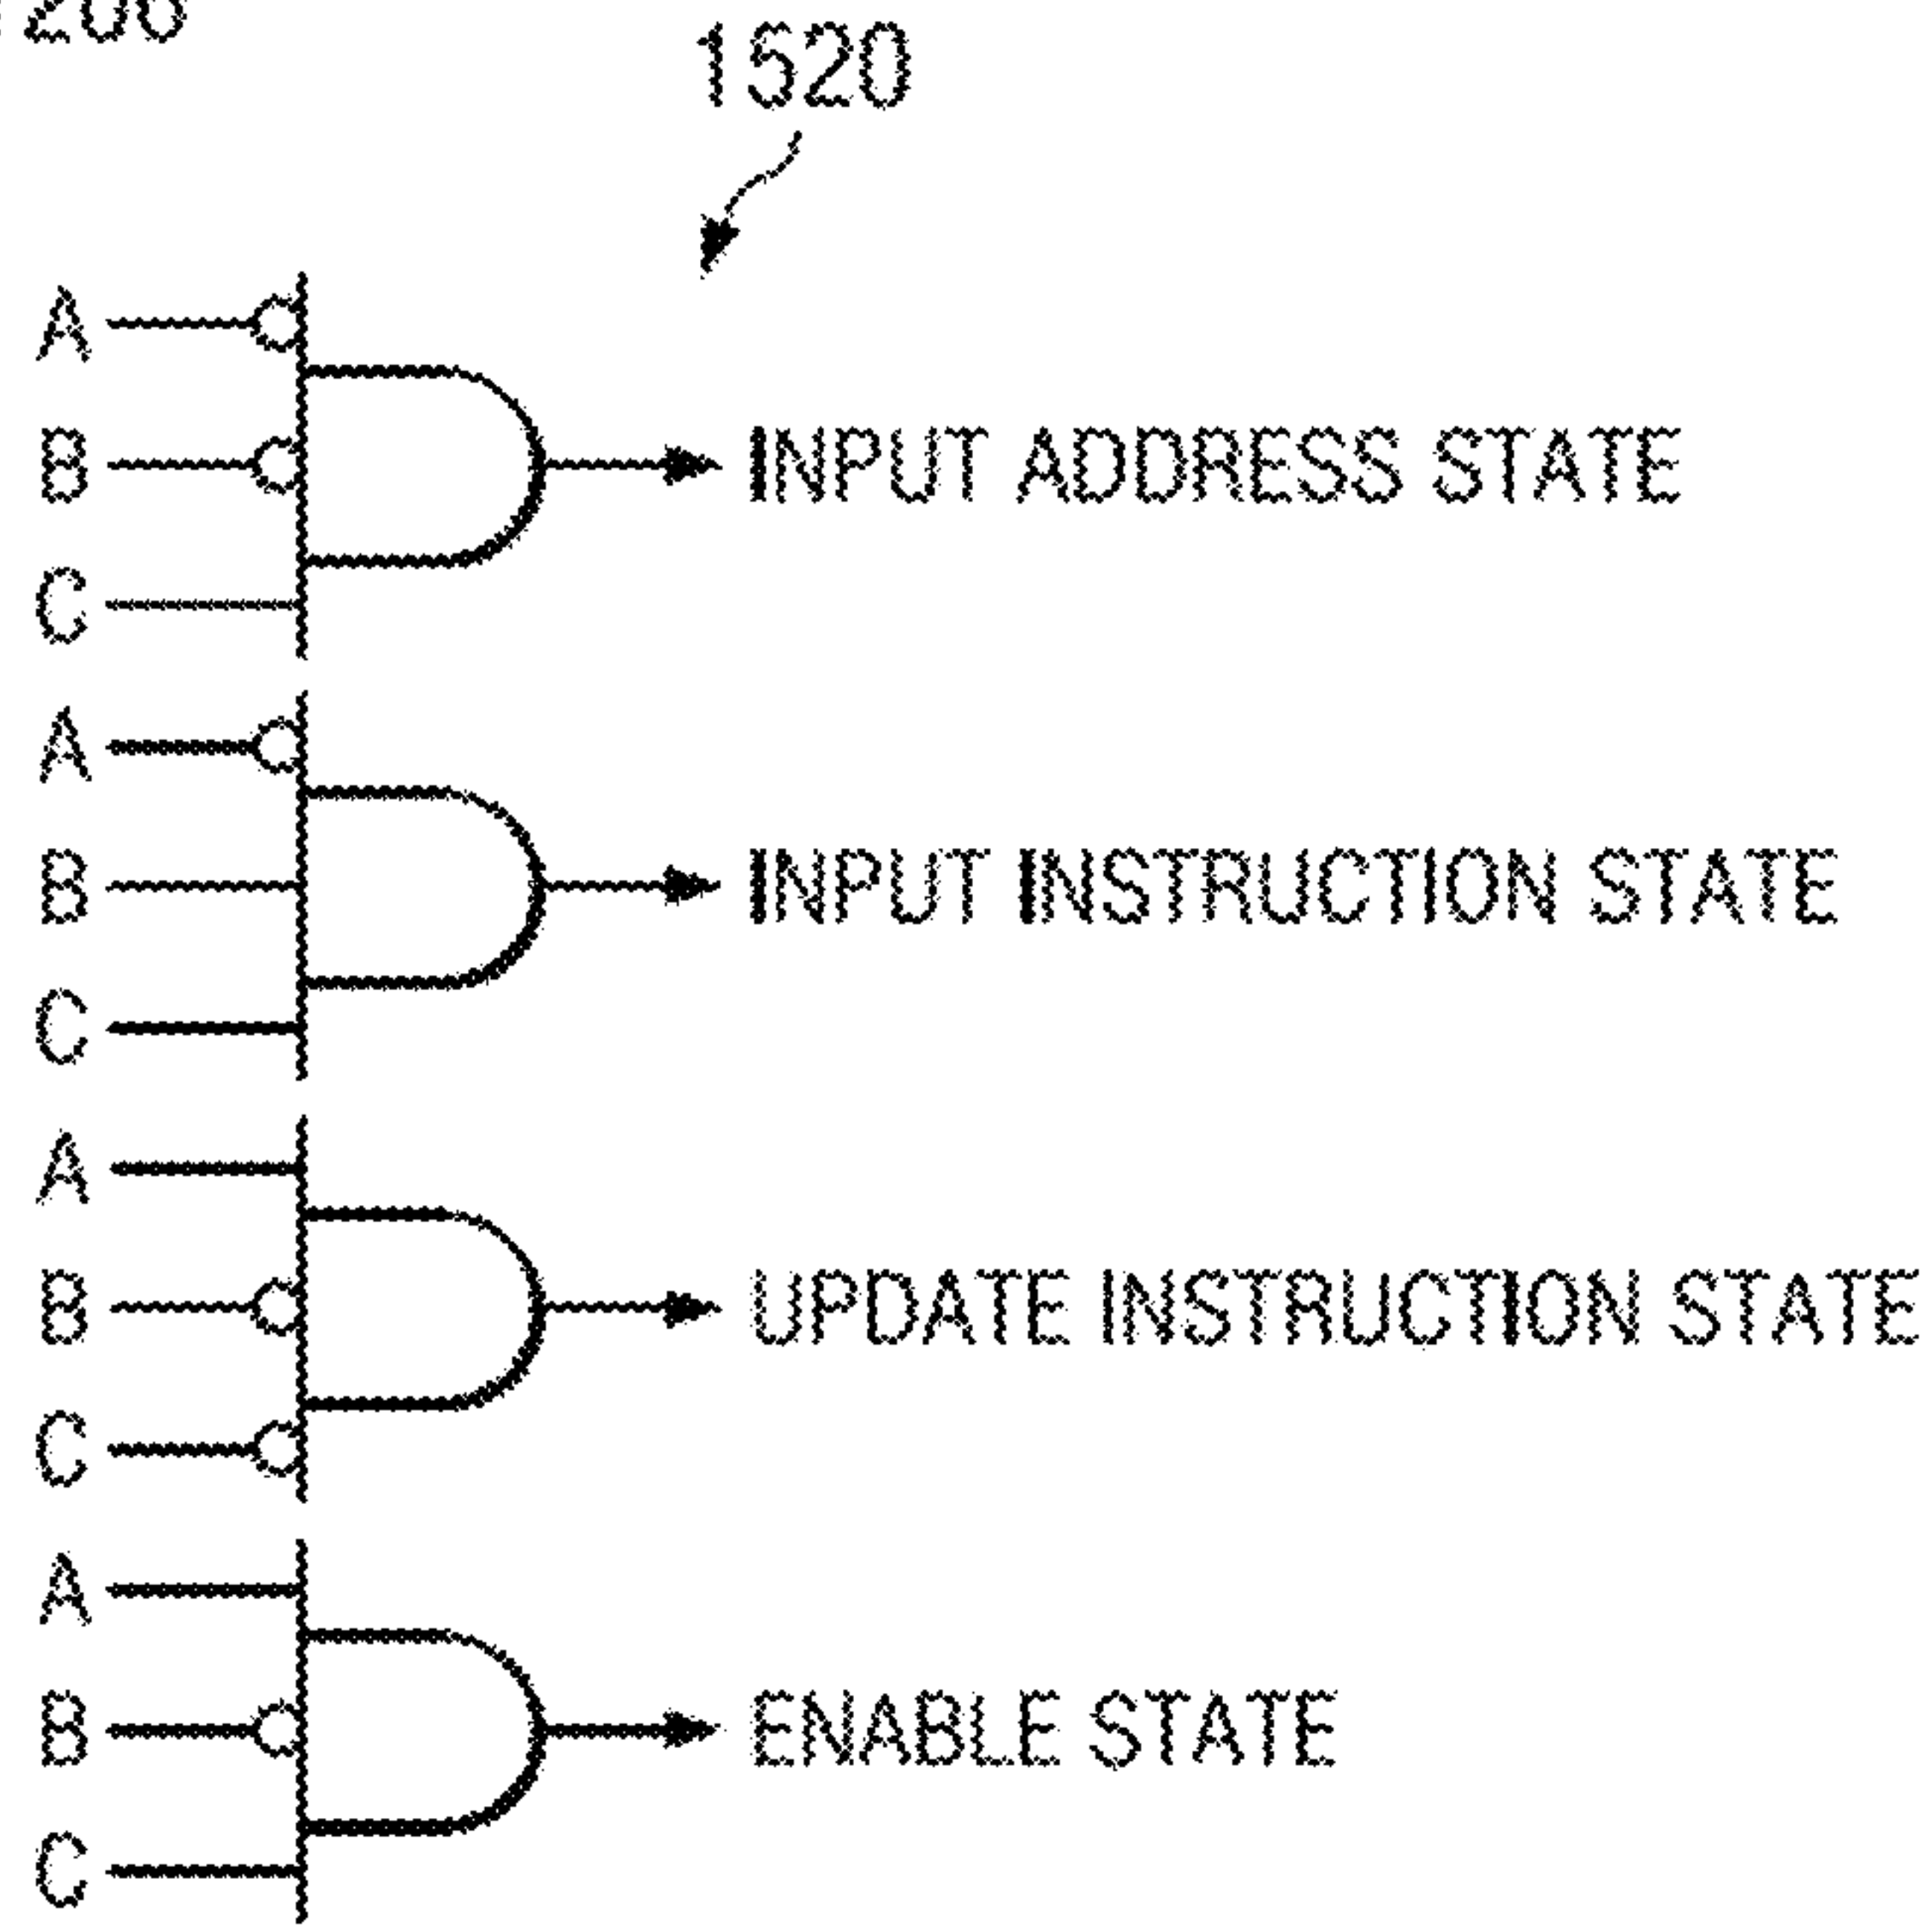 1520
A
B
C
INPUT ADDRESS STATE
A
B
C
INPUT INSTRUCTION STATE
A
B
C
UPDATE INSTRUCTION STATE
A
B
C
ENABLE STATE